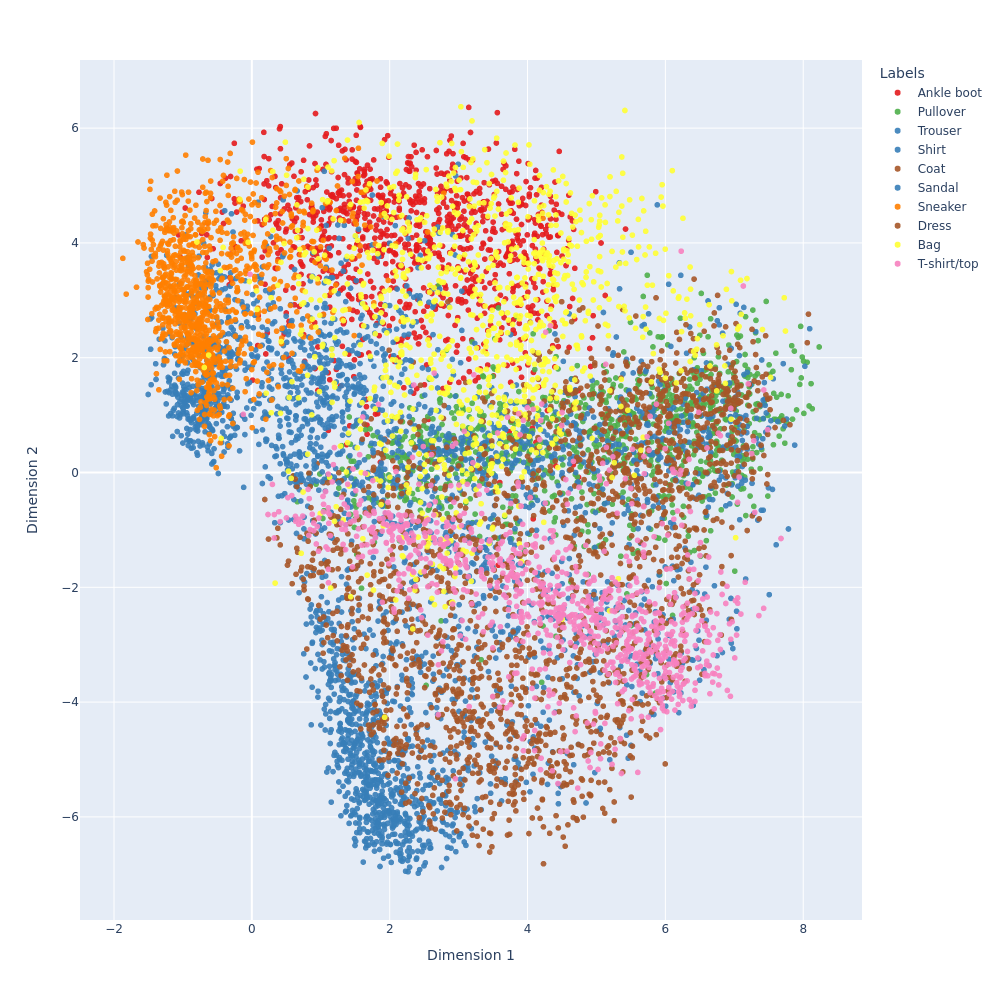 Labels
Ankle boot
Pullover
Trouser
Shirt
Coat
Sandal
Sneaker
Dress
Bag
T-shirt/top
6
4
2
0
−2
−4
−6
Dimension 2
−2
0
2
4
6
8
Dimension 1